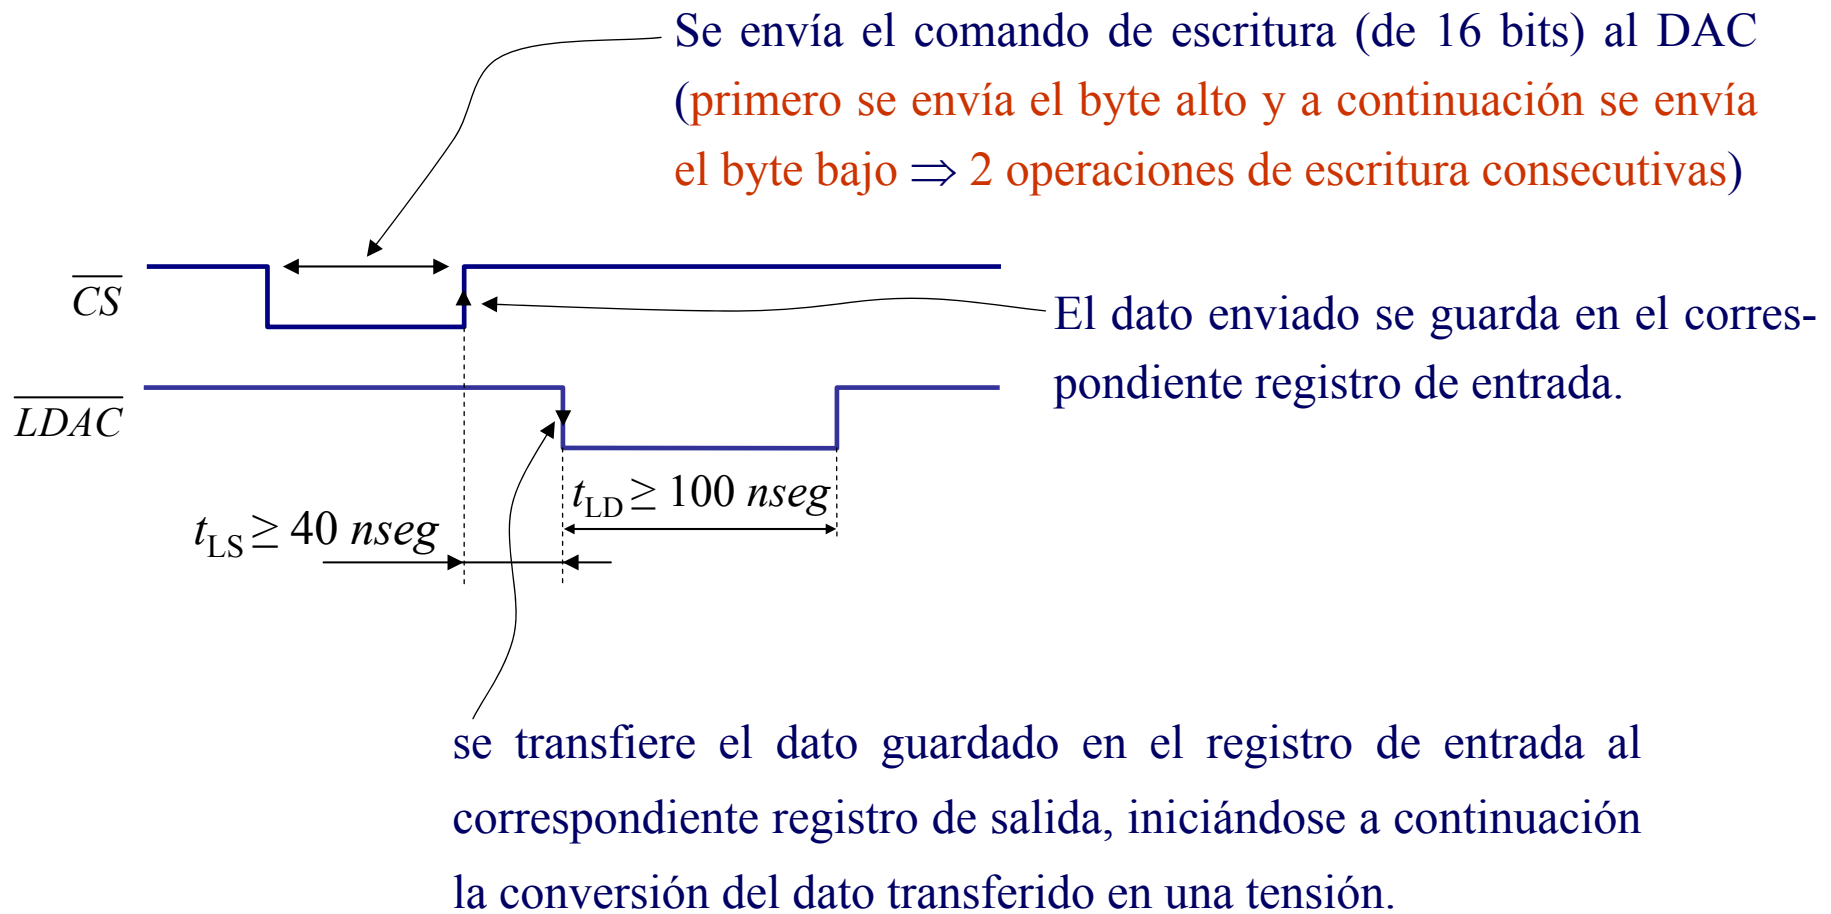 Se envía el comando de escritura (de 16 bits) al DAC
(primero se envía el byte alto y a continuación se envía
el byte bajo ⇒ 2 operaciones de escritura consecutivas)
CS
El dato enviado se guarda en el corres-
pondiente registro de entrada.
LDAC
tLD ≥ 100 nseg
tLS ≥ 40 nseg
se transfiere el dato guardado en el registro de entrada al
correspondiente registro de salida, iniciándose a continuación
la conversión del dato transferido en una tensión.